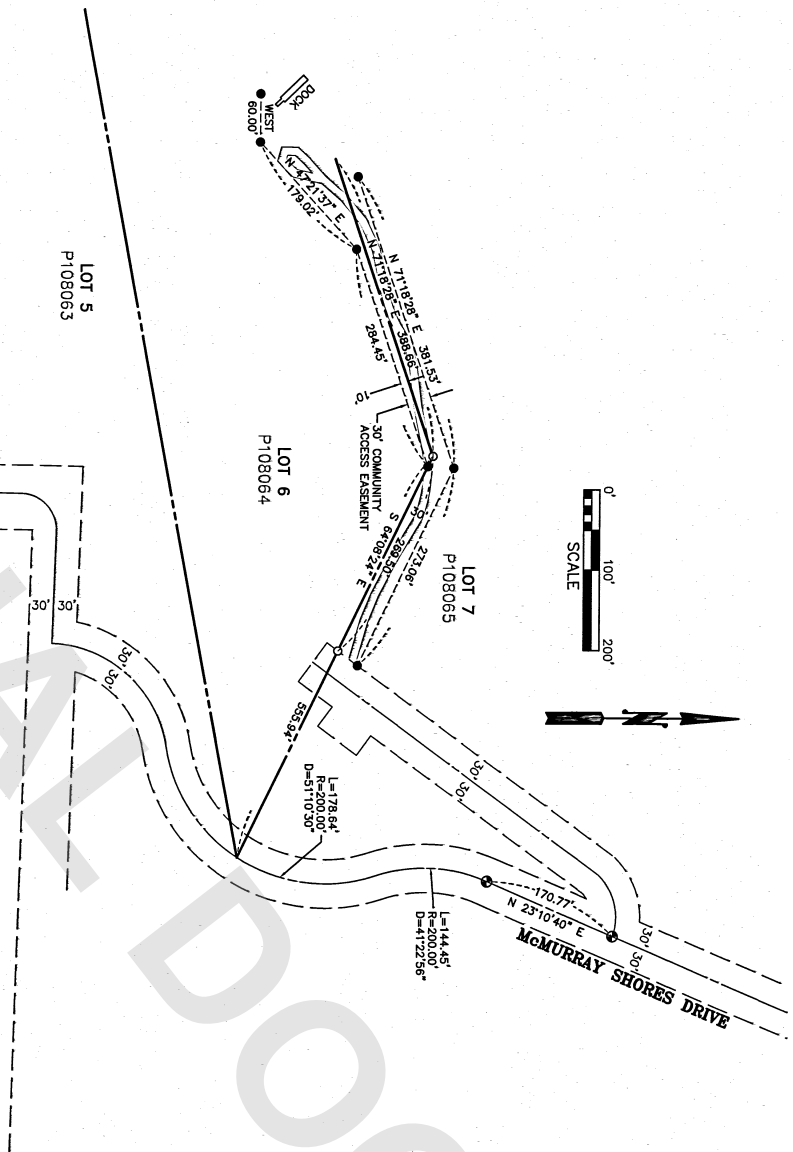 DOCK
WEST
60.00'
N 47°21'37" E
179.02'
N 71°18'28" E 381.53'
N 71°18'28" E 388.66'
284.45'
10'
30' COMMUNITY
ACCESS EASEMENT
LOT 5
P108063
LOT 6
P108064
LOT 7
P108065
S 64°08'24" E
269.50'
273.06'
555.94'
0' 100' 200'
SCALE
N
30'
30'
30'
30'
30'
30'
30'
30'
L=178.64'
R=200.00'
D=51°10'30"
L=144.45'
R=200.00'
D=41°22'56"
170.77'
N 23°10'40" E
McMURRAY SHORES DRIVE
AL DOC